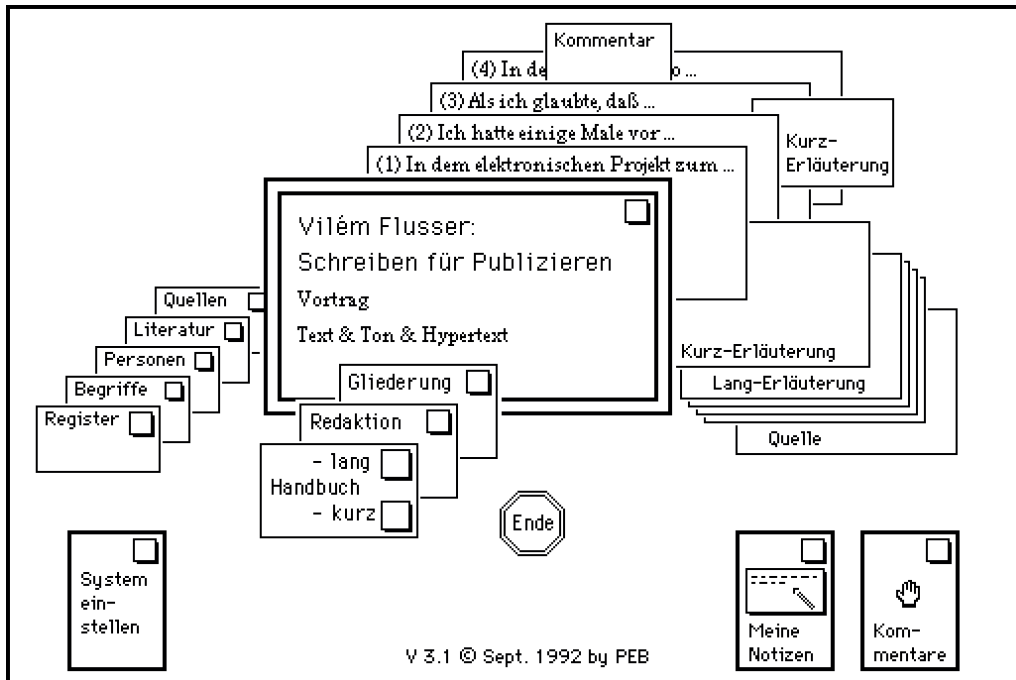 Kommentar
(4) In de o ...
(3) Als ich glaubte, daß ...
(2) Ich hatte einige Male vor ...
(1) In dem elektronischen Projekt zum ...
Kurz-
Erläuterung
Vilém Flusser:
Schreiben für Publizieren
Vortrag
Text & Ton & Hypertext
Quellen
Literatur
Personen
Begriffe
Register
Kurz-Erläuterung
Lang-Erläuterung
Quelle
Gliederung
Redaktion
- lang
Handbuch
- kurz
Ende
System
ein-
stellen
Meine
Notizen
Kom-
mentare
V 3.1 © Sept. 1992 by PEB